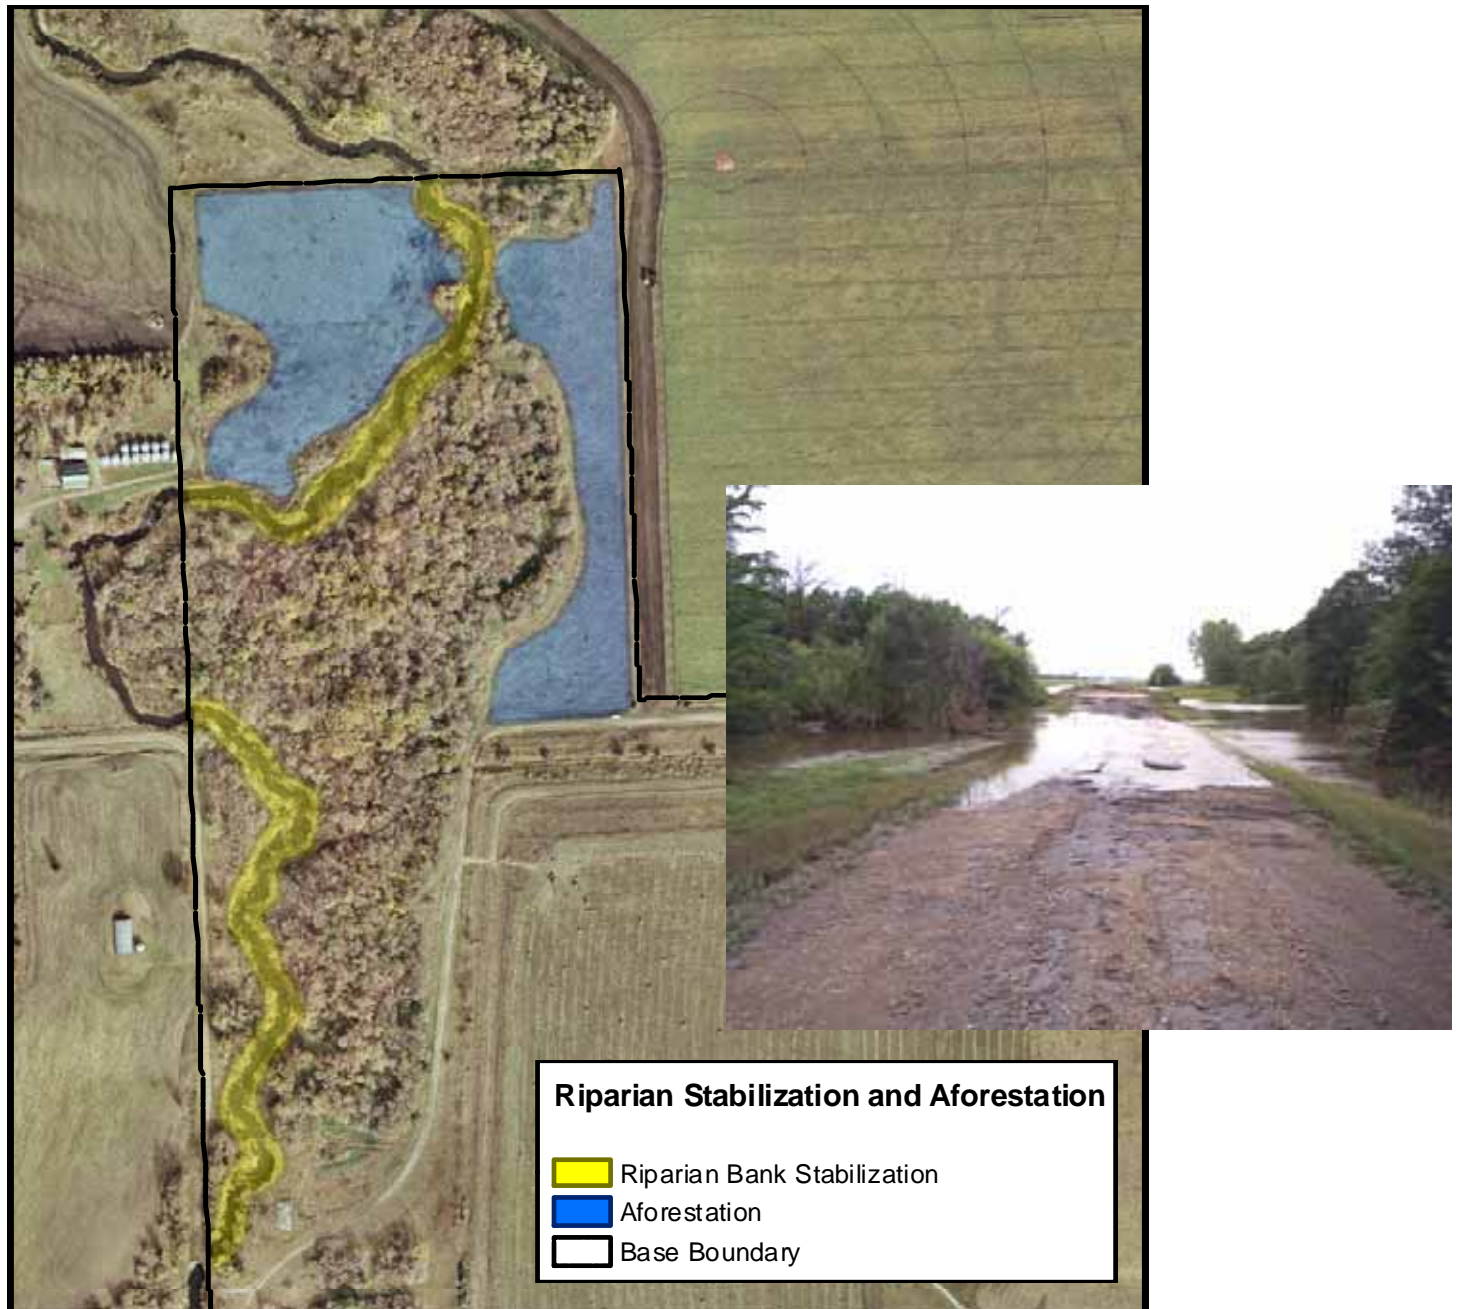 Riparian Stabilization and Aforestation
Riparian Bank Stabilization
Aforestation
Base Boundary